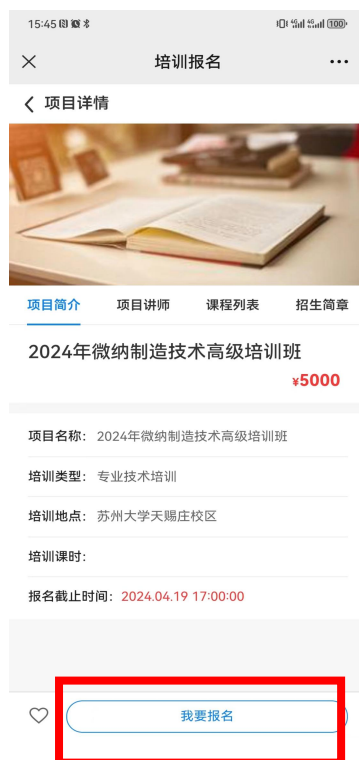 15:45
100
培训报名
项目详情
项目简介 项目讲师 课程列表 招生简章
2024年微纳制造技术高级培训班
¥5000
项目名称: 2024年微纳制造技术高级培训班
培训类型: 专业技术培训
培训地点: 苏州大学天赐庄校区
培训课时:
报名截止时间: 2024.04.19 17:00:00
我要报名